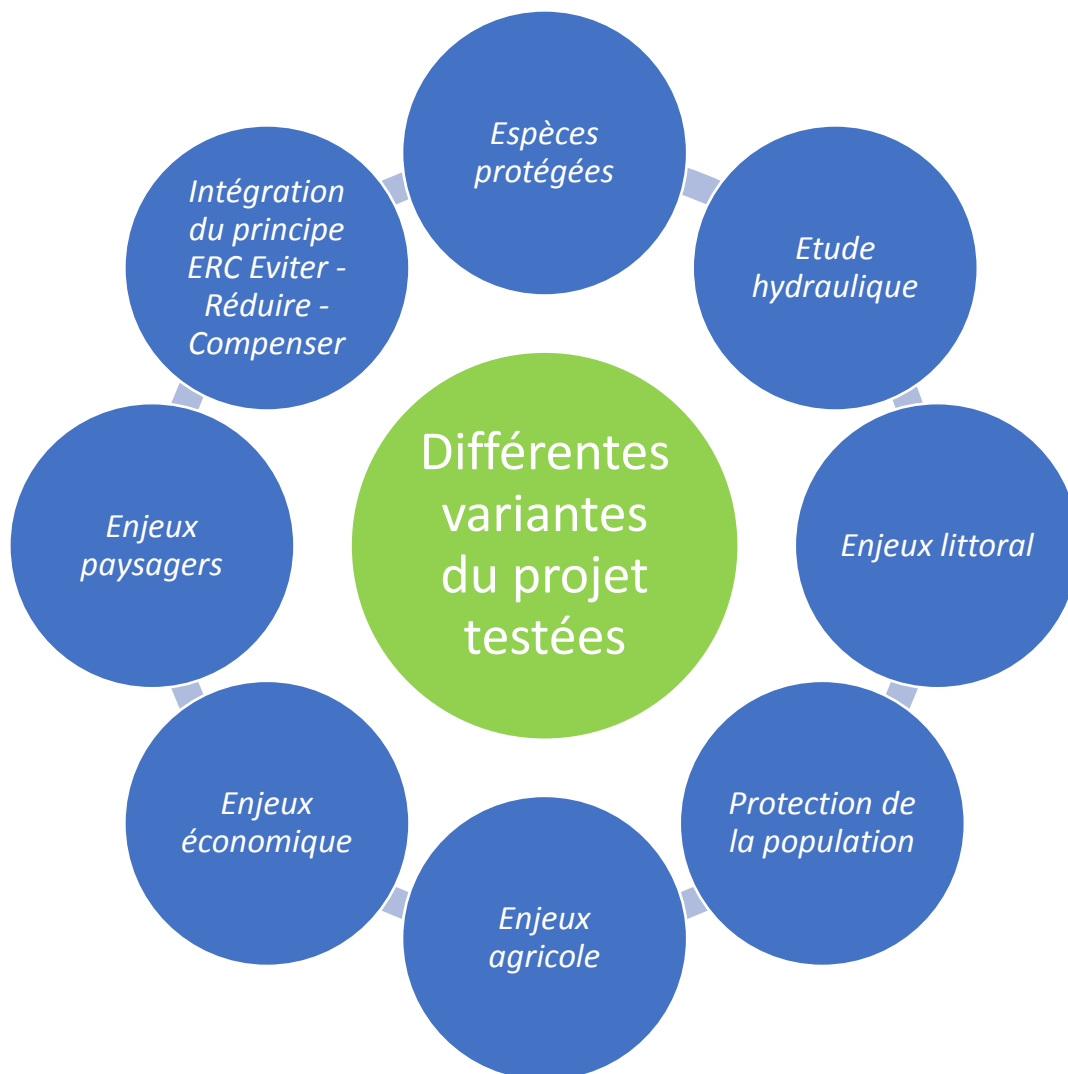 Espèces
protégées
Etude
hydraulique
Enjeux littoral
Protection de
la population
Enjeux
agricole
Enjeux
économique
Enjeux
paysagers
Intégration
du principe
ERC Eviter -
Réduire -
Compenser
Différentes
variantes
du projet
testées